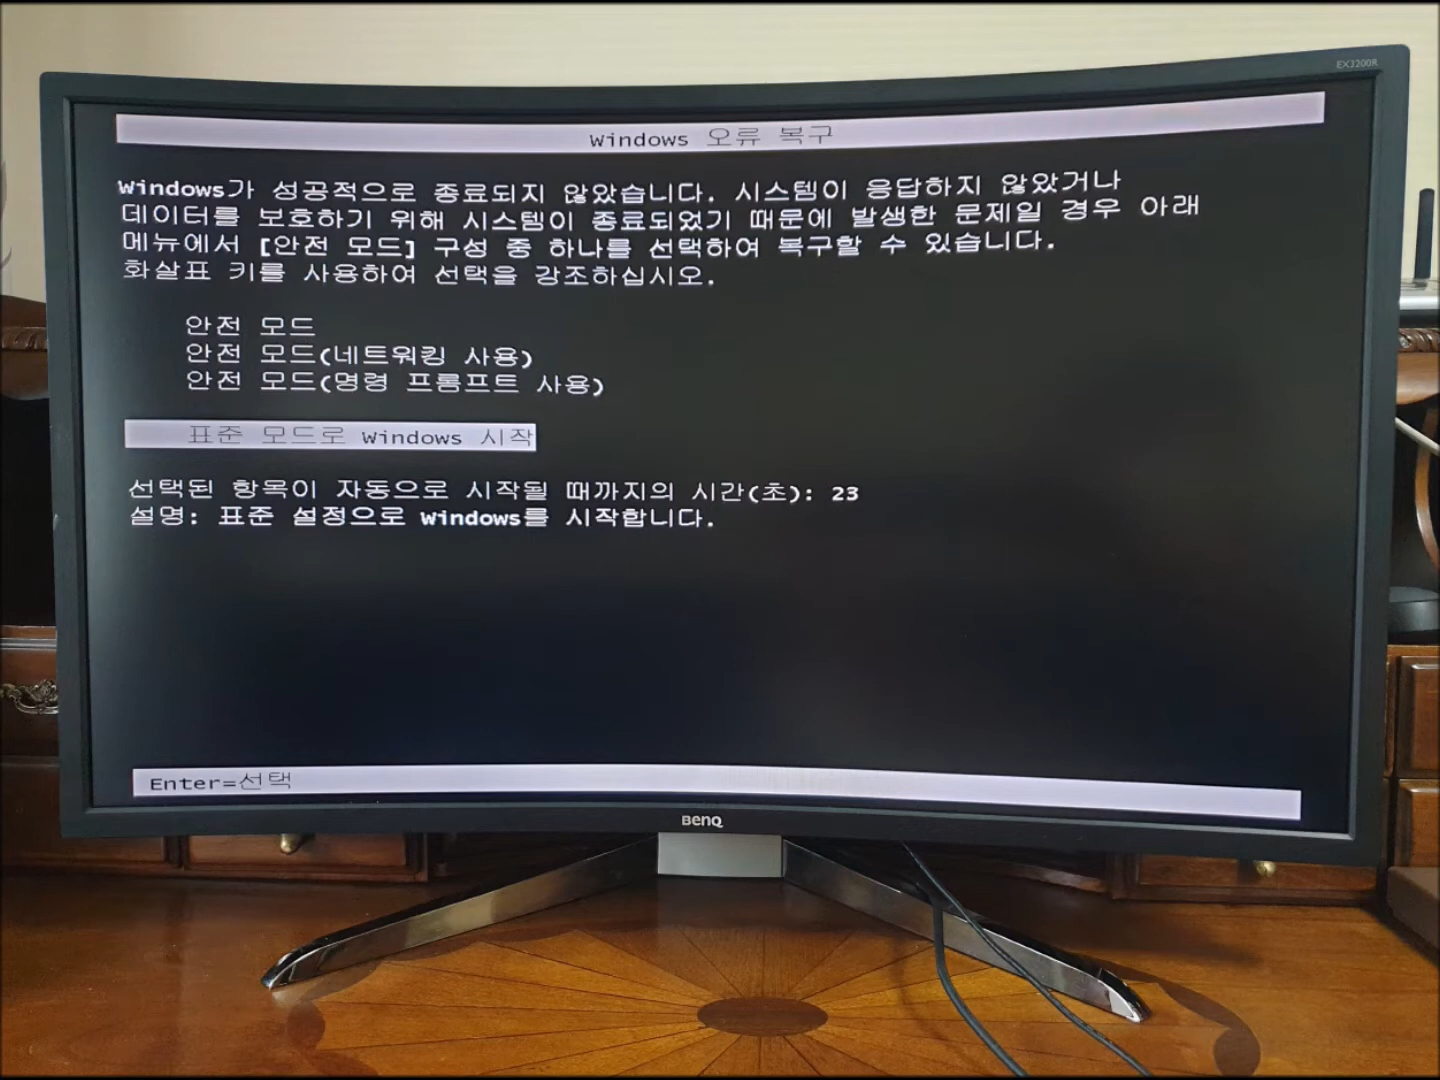 EX3200R
Windows 오류 복구
Windows가 성공적으로 종료되지 않았습니다. 시스템이 응답하지 않았거나
데이터를 보호하기 위해 시스템이 종료되었기 때문에 발생한 문제일 경우 아래
메뉴에서 [안전 모드] 구성 중 하나를 선택하여 복구할 수 있습니다.
화살표 키를 사용하여 선택을 강조하십시오.
안전 모드
안전 모드(네트워킹 사용)
안전 모드(명령 프롬프트 사용)
표준 모드로 Windows 시작
선택된 항목이 자동으로 시작될 때까지의 시간(초): 23
설명: 표준 설정으로 Windows를 시작합니다.
Enter=선택
BenQ